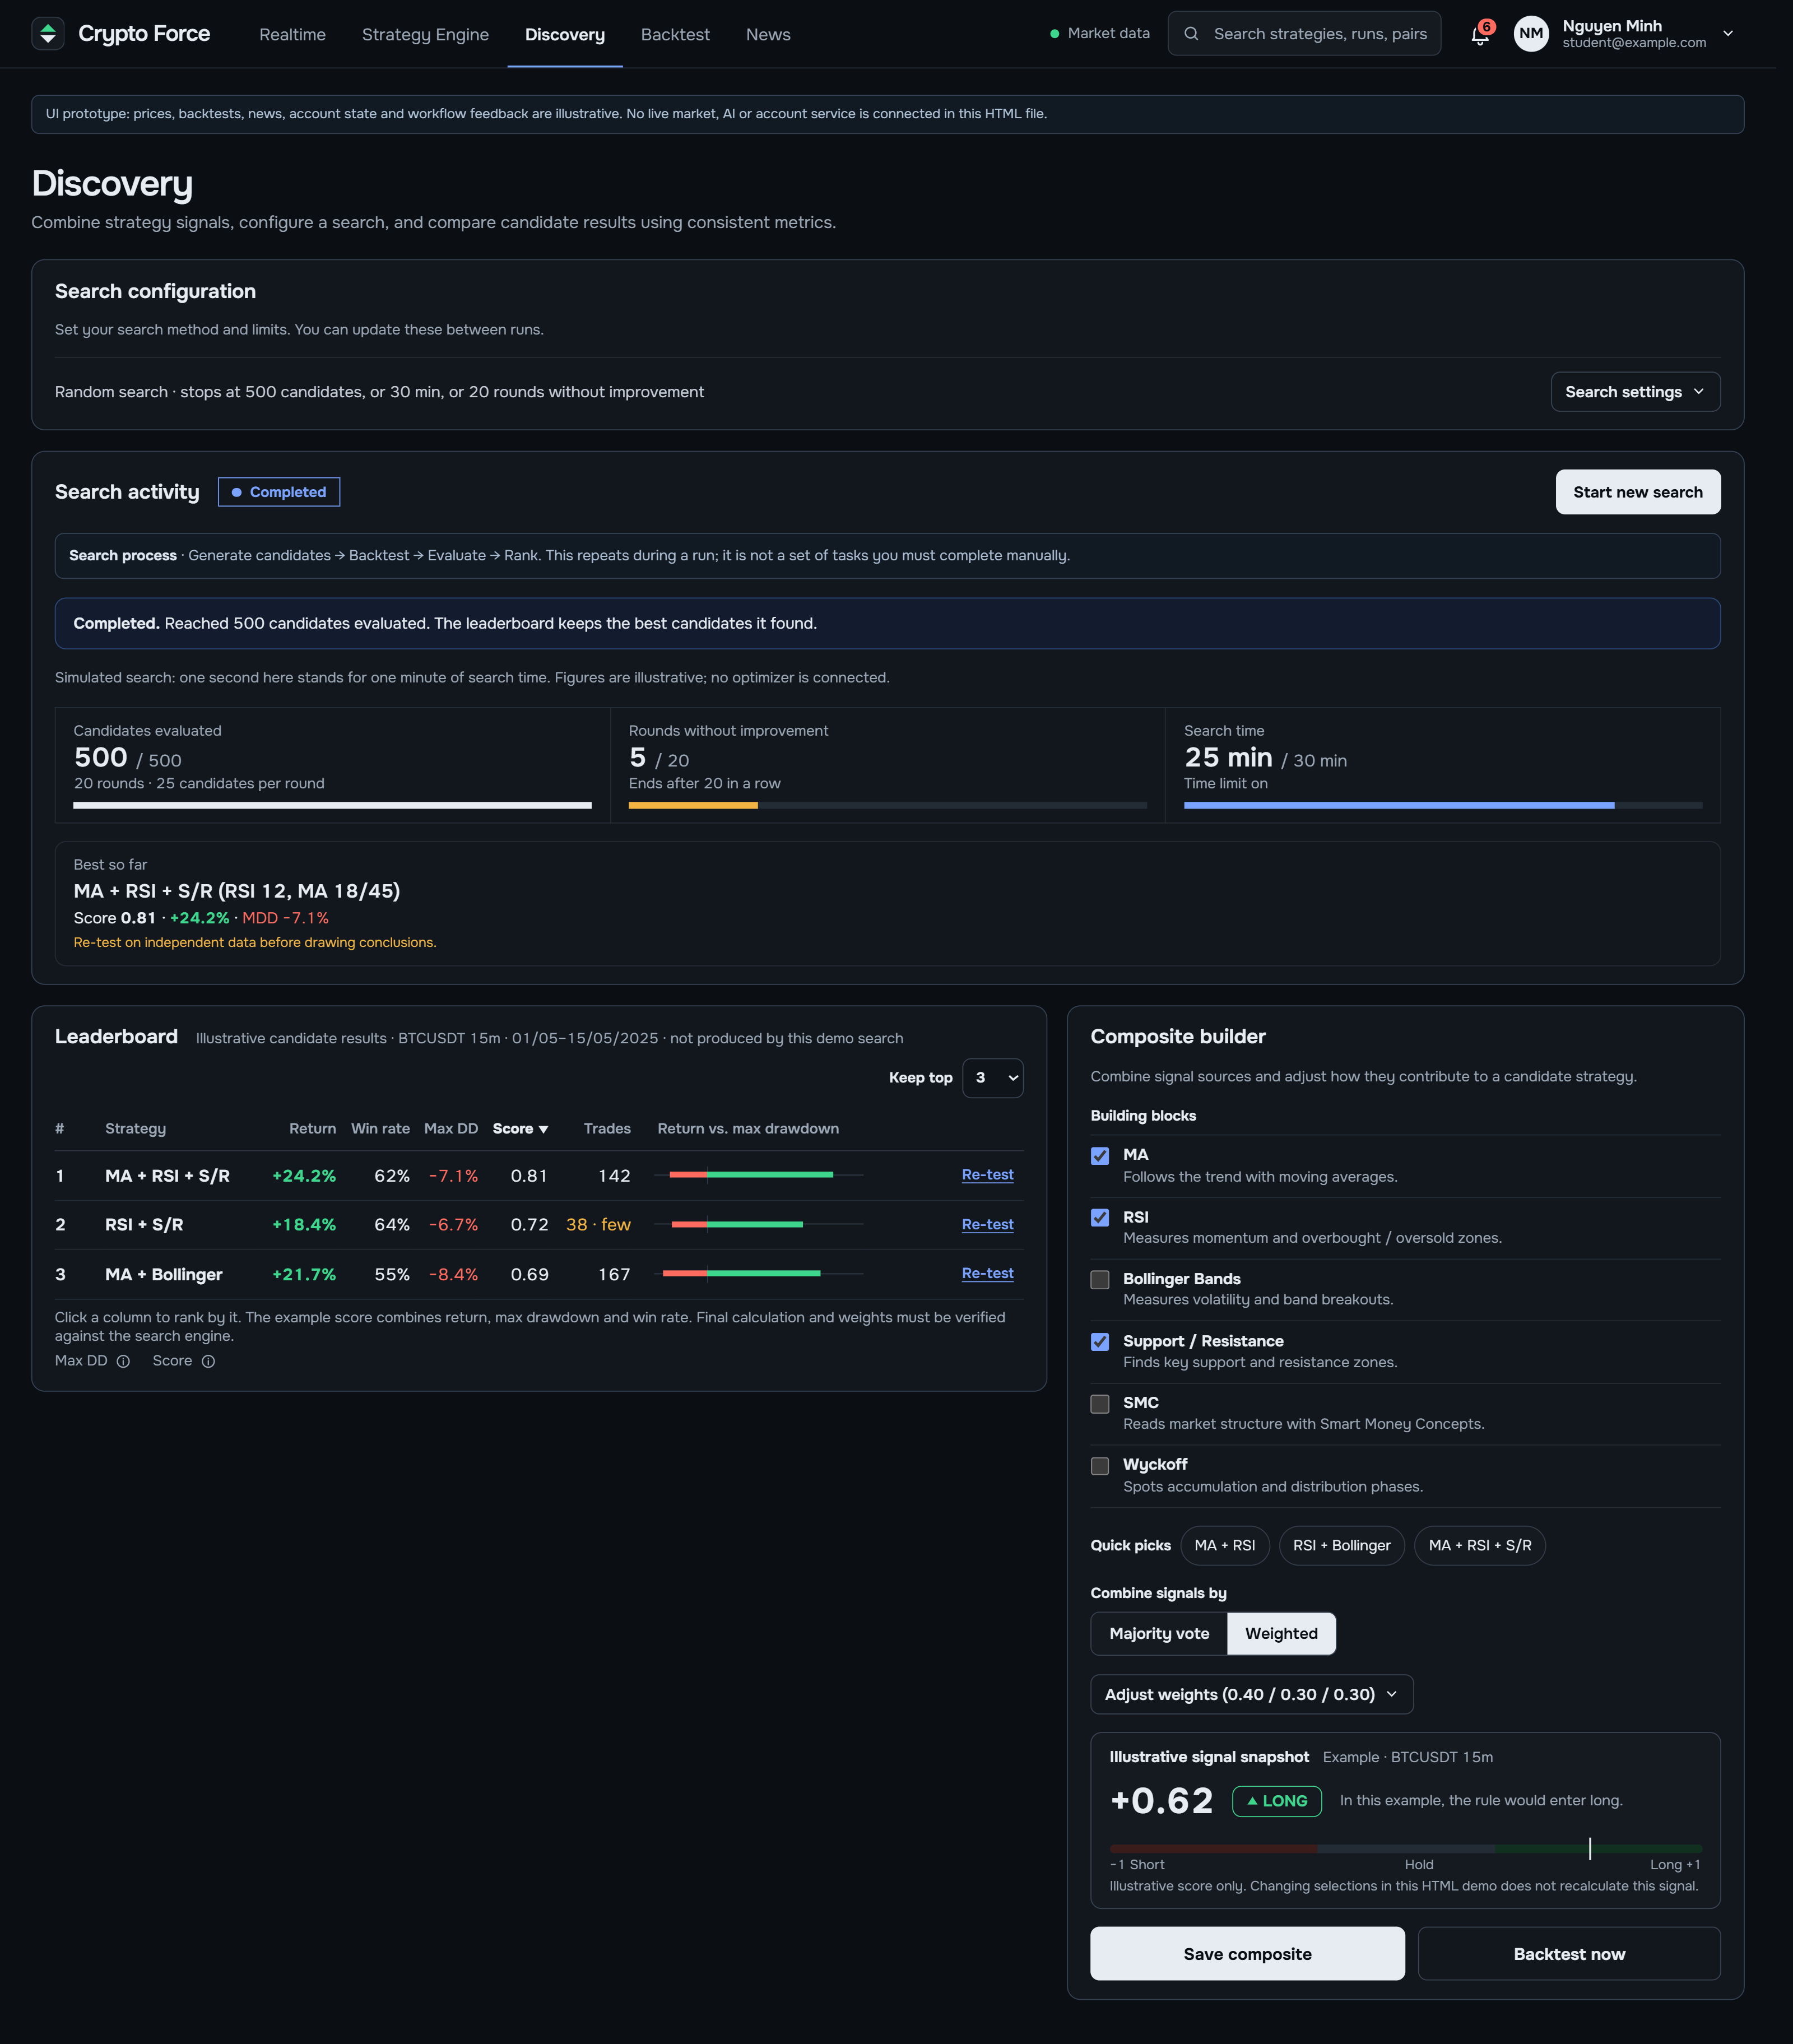 Crypto Force
Realtime
Strategy Engine
Discovery
Backtest
News
Market data
Search strategies, runs, pairs
6
NM
Nguyen Minh
student@example.com
UI prototype: prices, backtests, news, account state and workflow feedback are illustrative. No live market, AI or account service is connected in this HTML file.
Discovery
Combine strategy signals, configure a search, and compare candidate results using consistent metrics.
Search configuration
Set your search method and limits. You can update these between runs.
Random search · stops at 500 candidates, or 30 min, or 20 rounds without improvement
Search settings
Search activity
Completed
Start new search
Search process · Generate candidates → Backtest → Evaluate → Rank. This repeats during a run; it is not a set of tasks you must complete manually.
Completed. Reached 500 candidates evaluated. The leaderboard keeps the best candidates it found.
Simulated search: one second here stands for one minute of search time. Figures are illustrative; no optimizer is connected.
Candidates evaluated
500 / 500
20 rounds · 25 candidates per round
Rounds without improvement
5 / 20
Ends after 20 in a row
Search time
25 min / 30 min
Time limit on
Best so far
MA + RSI + S/R (RSI 12, MA 18/45)
Score 0.81 · +24.2% · MDD −7.1%
Re-test on independent data before drawing conclusions.
Leaderboard
Illustrative candidate results · BTCUSDT 15m · 01/05–15/05/2025 · not produced by this demo search
Keep top 3
# Strategy Return Win rate Max DD Score ▼ Trades Return vs. max drawdown
1 MA + RSI + S/R +24.2% 62% −7.1% 0.81 142 Re-test
2 RSI + S/R +18.4% 64% −6.7% 0.72 38 · few Re-test
3 MA + Bollinger +21.7% 55% −8.4% 0.69 167 Re-test
Click a column to rank by it. The example score combines return, max drawdown and win rate. Final calculation and weights must be verified
against the search engine.
Max DD ⓘ Score ⓘ
Composite builder
Combine signal sources and adjust how they contribute to a candidate strategy.
Building blocks
MA
Follows the trend with moving averages.
RSI
Measures momentum and overbought / oversold zones.
Bollinger Bands
Measures volatility and band breakouts.
Support / Resistance
Finds key support and resistance zones.
SMC
Reads market structure with Smart Money Concepts.
Wyckoff
Spots accumulation and distribution phases.
Quick picks
MA + RSI
RSI + Bollinger
MA + RSI + S/R
Combine signals by
Majority vote
Weighted
Adjust weights (0.40 / 0.30 / 0.30)
Illustrative signal snapshot
Example · BTCUSDT 15m
+0.62
▲ LONG
In this example, the rule would enter long.
−1 Short
Hold
Long +1
Illustrative score only. Changing selections in this HTML demo does not recalculate this signal.
Save composite
Backtest now